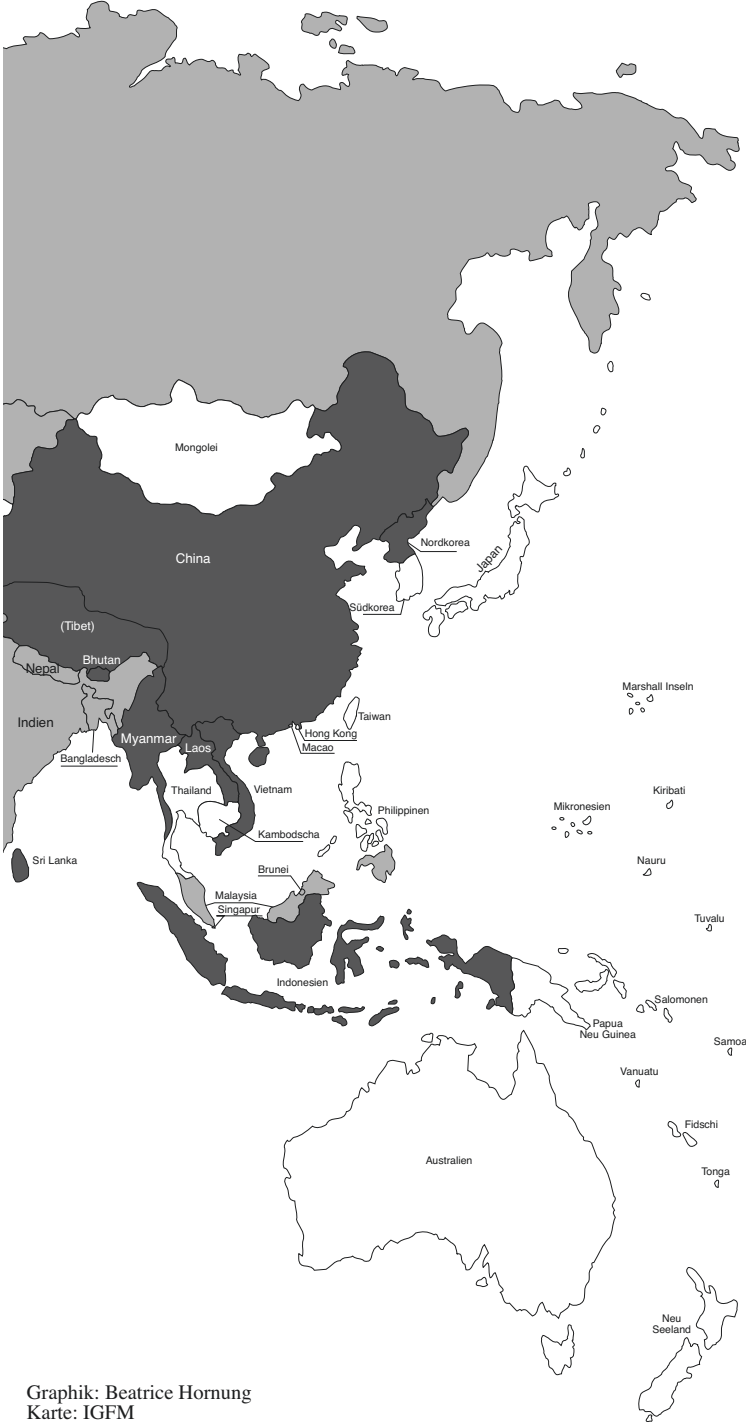 Mongolei
China
Nordkorea
Japan
Südkorea
(Tibet)
Bhutan
Nepal
Marshall Inseln
Indien
Taiwan
Hong Kong
Myanmar
Laos
Macao
Bangladesch
Thailand
Vietnam
Kiribati
Philippinen
Mikronesien
Kambodscha
Sri Lanka
Brunei
Nauru
Malaysia
Singapur
Tuvalu
Indonesien
Salomonen
Papua
Neu Guinea
Samoa
Vanuatu
Fidschi
Australien
Tonga
Neu
Seeland
Graphik: Beatrice Hornung
Karte: IGFM